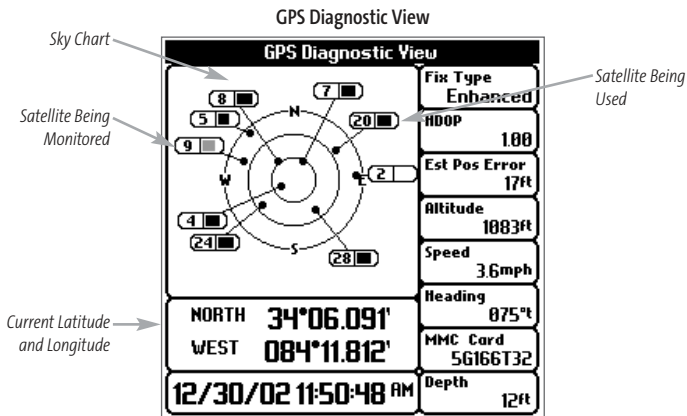 GPS Diagnostic View
Sky Chart
GPS Diagnostic View
Fix Type
Enhanced
Satellite Being
Used
8
7
N
5
20
HDOP
1.00
Satellite Being
Monitored
9
W
E
2
Est Pos Error
17ft
Altitude
1083ft
4
24
S
28
Speed
3.6mph
Heading
075°t
Current Latitude
and Longitude
NORTH 34°06.091'
WEST 084°11.812'
MMC Card
5G166T32
12/30/02 11:50:48 AM
Depth
12ft